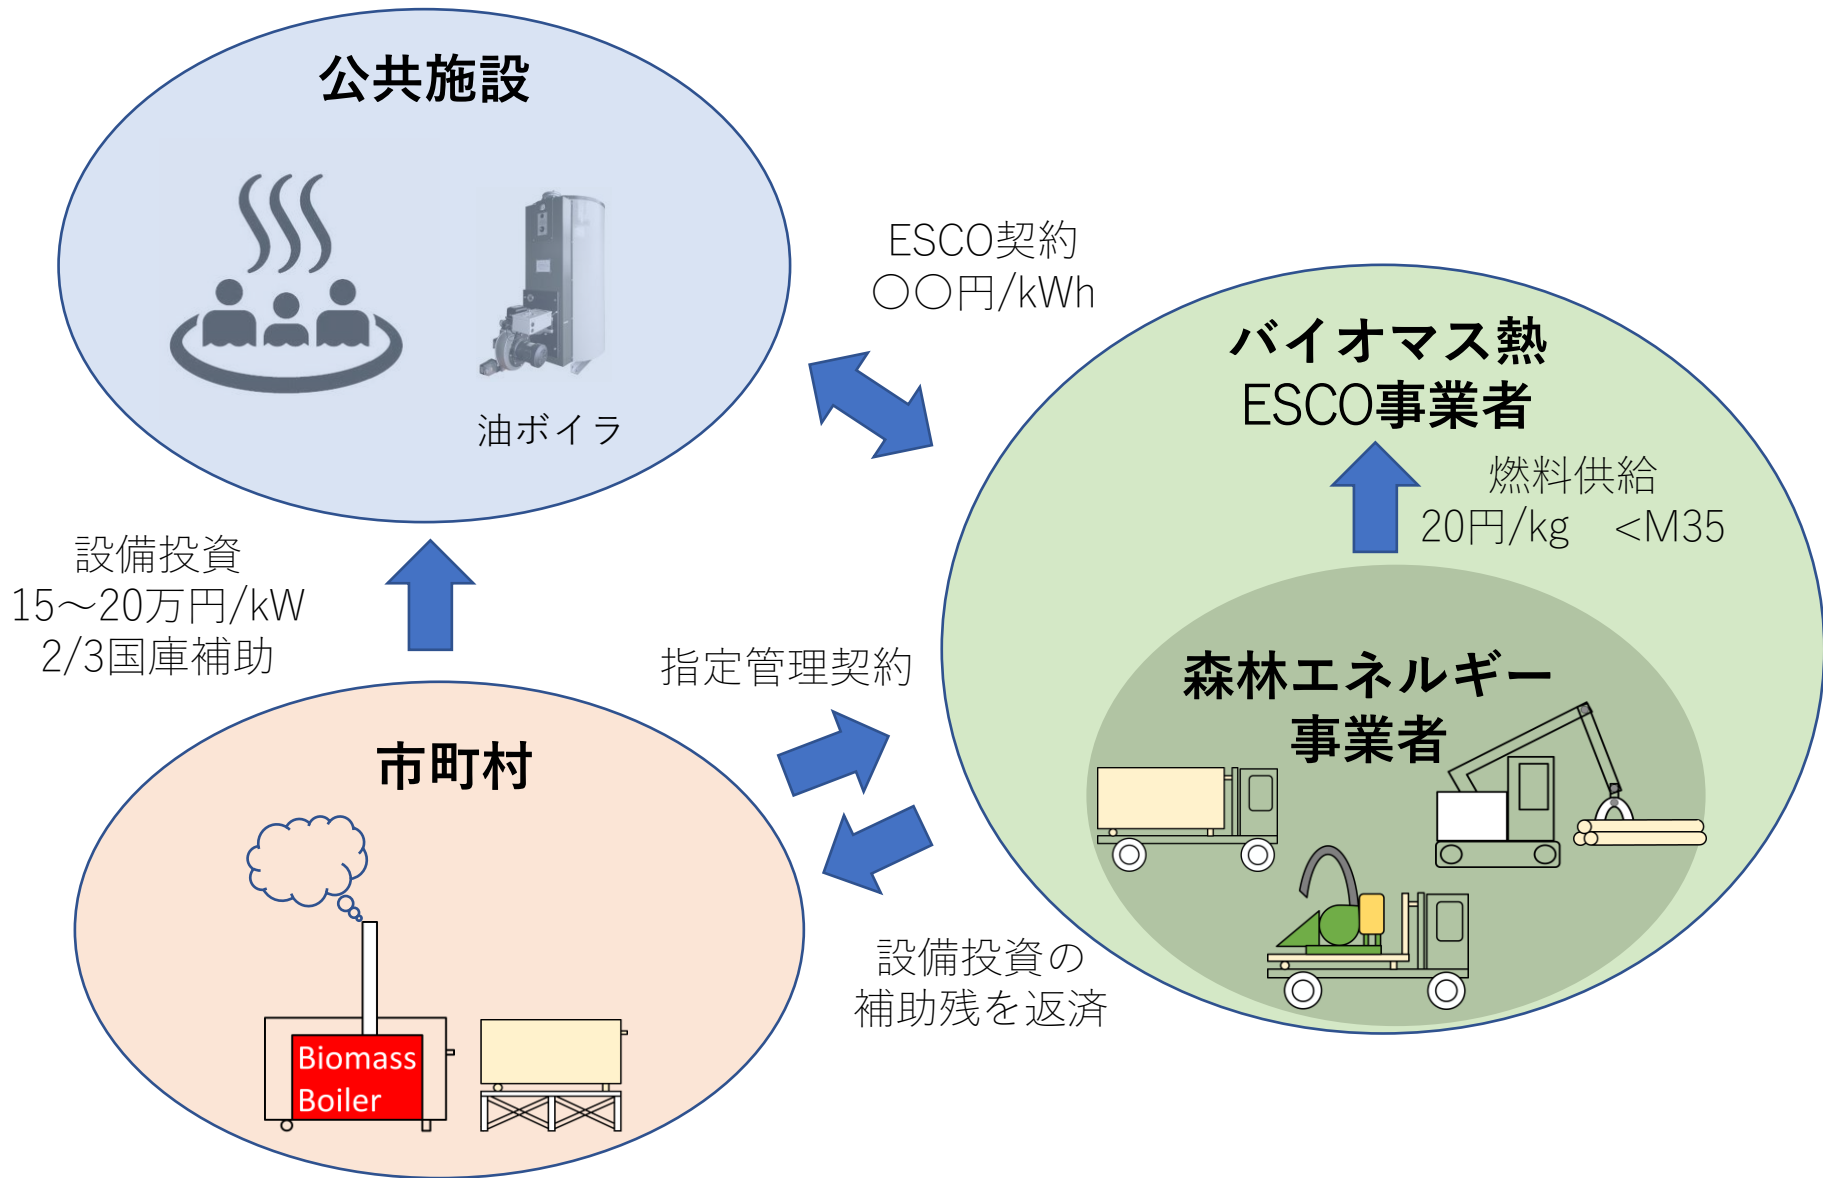 公共施設
油ボイラ
ESCO契約
〇〇円/kWh
バイオマス熱
ESCO事業者
燃料供給
20円/kg <M35
設備投資
15～20万円/kW
2/3国庫補助
指定管理契約
森林エネルギー
事業者
市町村
設備投資の
補助残を返済
Biomass
Boiler